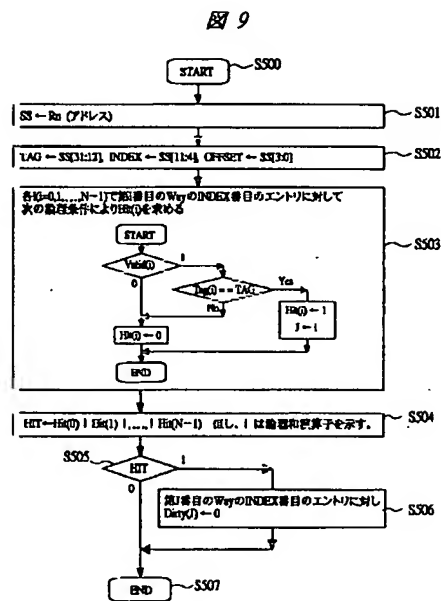 図 9
START
S500
SS ← Rn (アドレス)
S501
TAG ← SS[31:12], INDEX ← SS[11:4], OFFSET ← SS[3:0]
S502
各i(i=0,1,...,N-1)で第i番目のWayのINDEX番目のエントリに対して
次の論理条件によりHit(i)を求める
START
Valid(i)
1
0
Tag(i) == TAG
Yes
No
Hit(i) ← 1
J ← i
Hit(i) ← 0
END
S503
HIT←Hit(0) | Hit(1) |,...,| Hit(N-1) 但し、| は論理和演算子を示す。
S504
S505
HIT
1
0
第J番目のWayのINDEX番目のエントリに対し
Dirty(J) ← 0
S506
END
S507